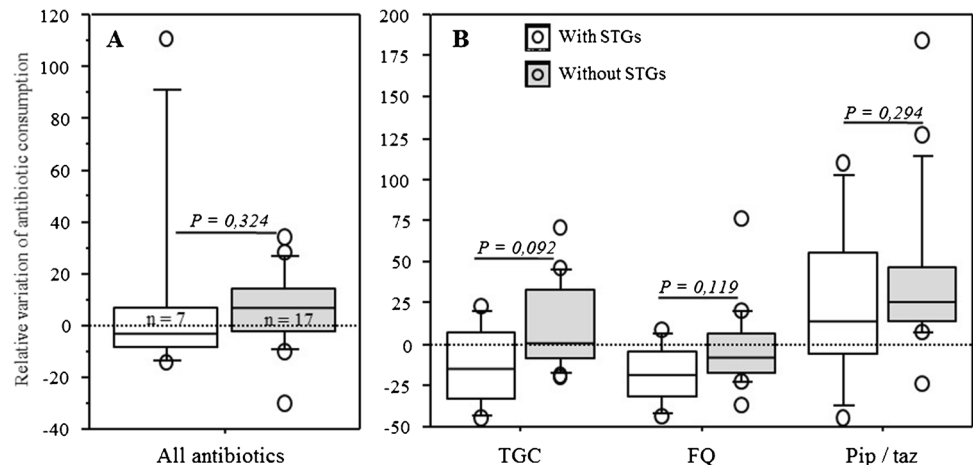 Relative variation of antibiotic consumption
120
100
80
60
40
20
0
-20
-40
A
P = 0,324
n = 7
n = 17
All antibiotics
200
175
150
125
100
75
50
25
0
-25
-50
B
With STGs
Without STGs
P = 0,092
P = 0,119
P = 0,294
TGC
FQ
Pip / taz